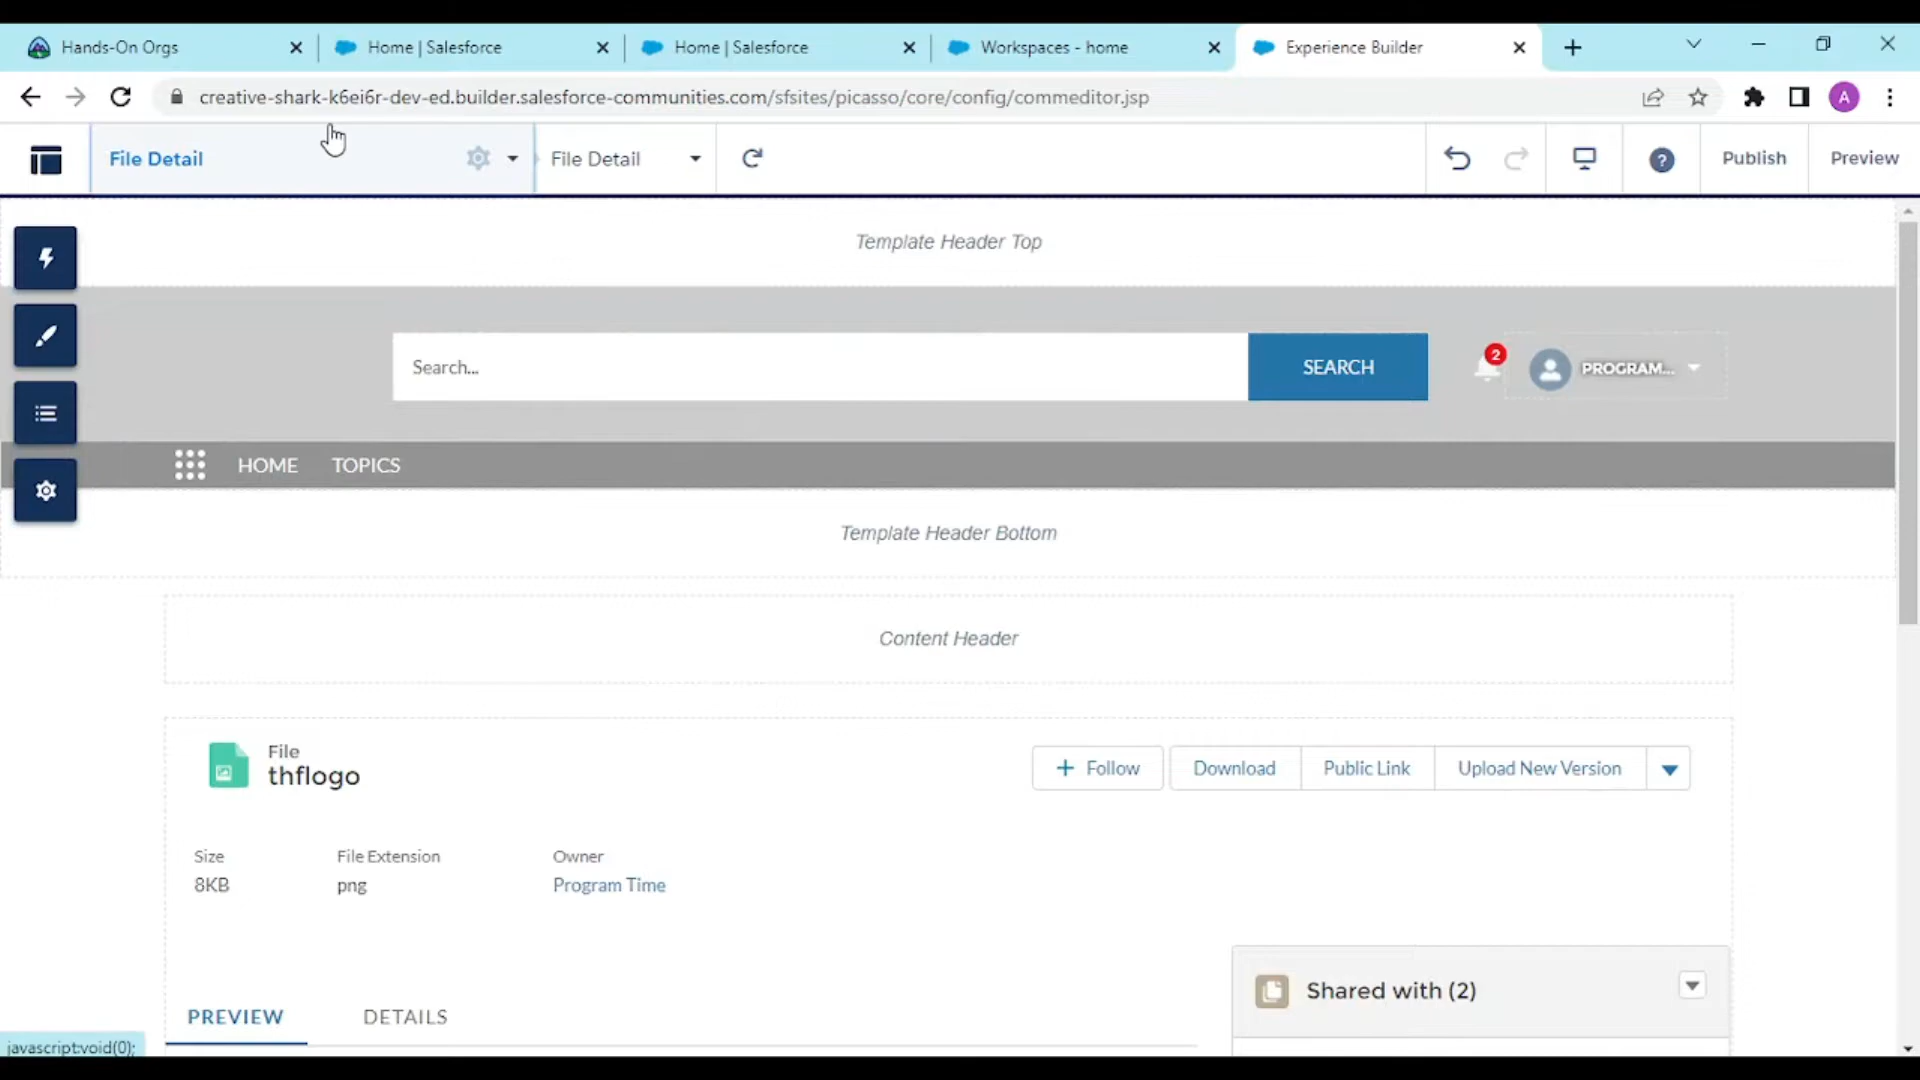 Hands-On Orgs
Home | Salesforce
Home | Salesforce
Workspaces - home
Experience Builder
creative-shark-k6ei6r-dev-ed.builder.salesforce-communities.com/sfsites/picasso/core/config/commeditor.jsp
A
File Detail
File Detail
?
Publish
Preview
Template Header Top
Search...
SEARCH
2
PROGRAM...
HOME
TOPICS
Template Header Bottom
Content Header
File
thflogo
+ Follow
Download
Public Link
Upload New Version
Size
File Extension
Owner
8KB
png
Program Time
Shared with (2)
PREVIEW
DETAILS
javascript:void(0);